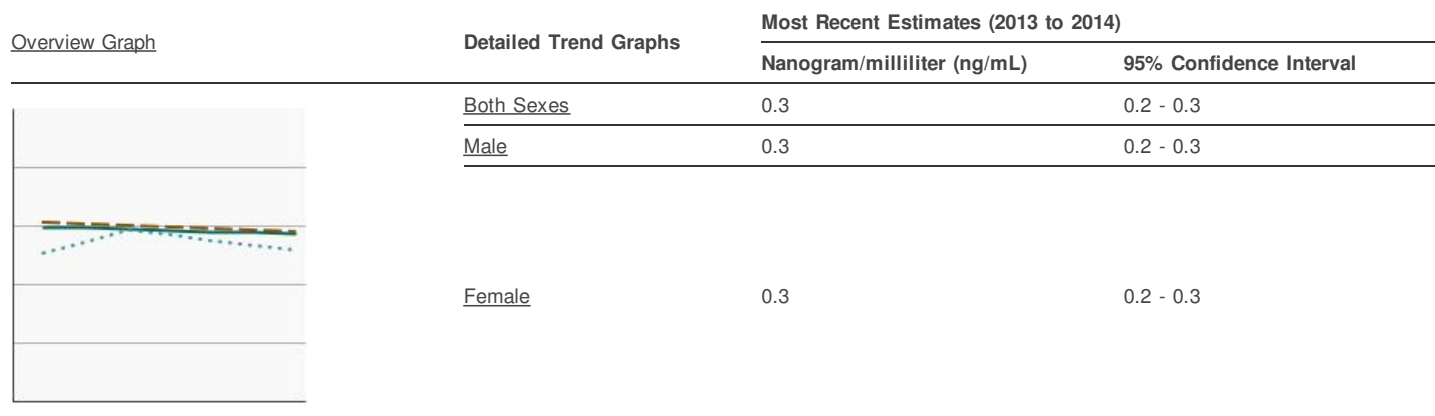 Overview Graph
Detailed Trend Graphs
Most Recent Estimates (2013 to 2014)
Nanogram/milliliter (ng/mL) 95% Confidence Interval
Both Sexes 0.3 0.2 - 0.3
Male 0.3 0.2 - 0.3
Female 0.3 0.2 - 0.3